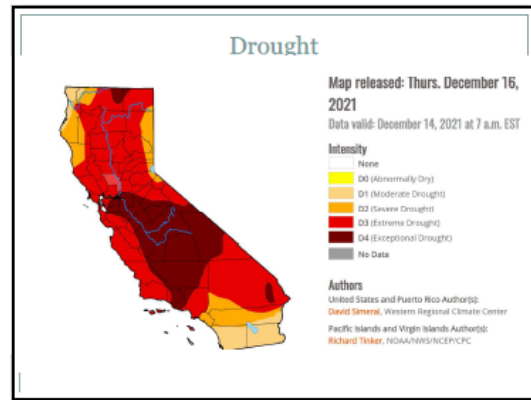 Drought
Map released: Thurs. December 16,
2021
Data valid: December 14, 2021 at 7 a.m. EST
Intensity
None
D0 (Abnormally Dry)
D1 (Moderate Drought)
D2 (Severe Drought)
D3 (Extreme Drought)
D4 (Exceptional Drought)
No Data
Authors
United States and Puerto Rico Author(s):
David Simeral, Western Regional Climate Center
Pacific Islands and Virgin Islands Author(s):
Richard Tinker, NOAA/NWS/NCEP/CPC